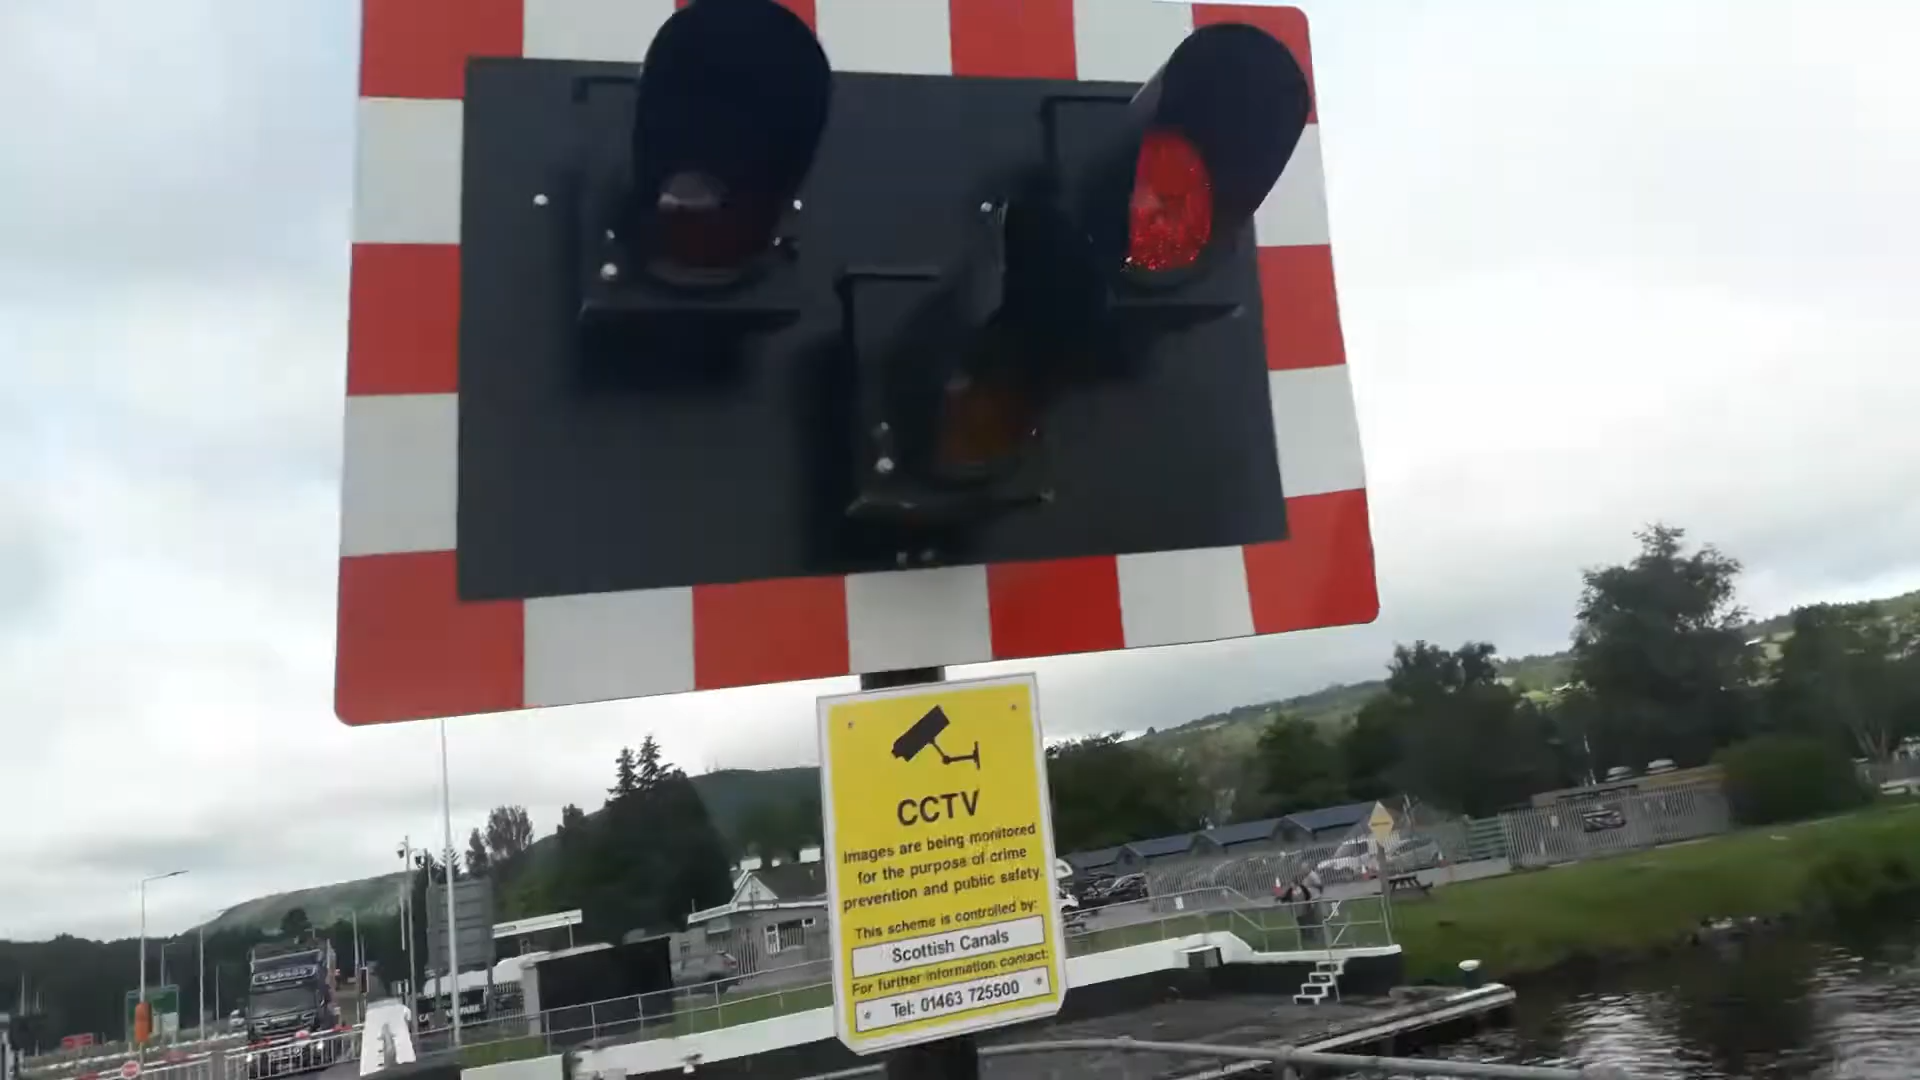 CCTV
Images are being monitored
for the purpose of crime
prevention and public safety.
This scheme is controlled by:
Scottish Canals
For further information contact:
Tel: 01463 725500